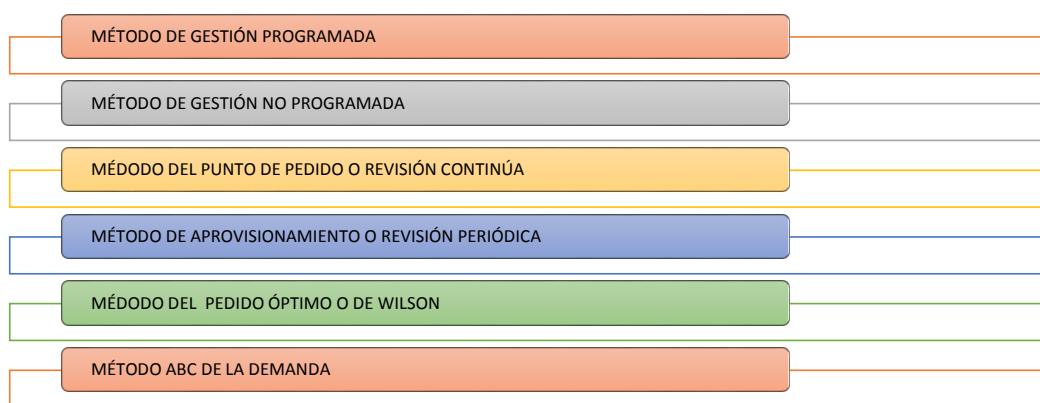 MÉTODO DE GESTIÓN PROGRAMADA
MÉTODO DE GESTIÓN NO PROGRAMADA
MÉDODO DEL PUNTO DE PEDIDO O REVISIÓN CONTINÚA
MÉTODO DE APROVISIONAMIENTO O REVISIÓN PERIÓDICA
MÉDODO DEL PEDIDO ÓPTIMO O DE WILSON
MÉTODO ABC DE LA DEMANDA